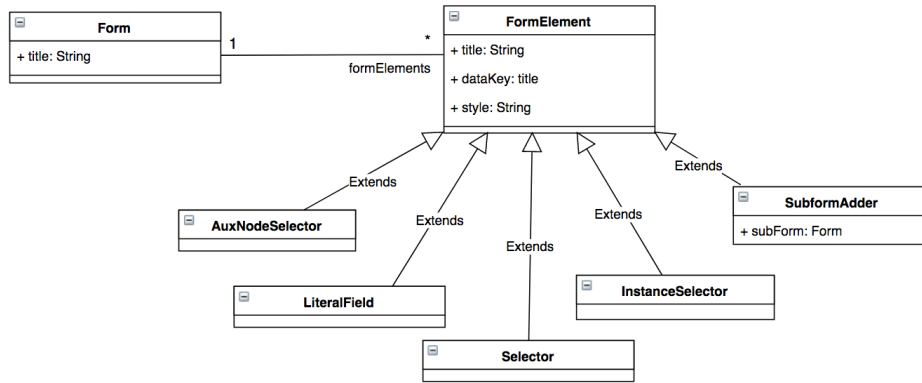 Form
+ title: String
1
*
formElements
FormElement
+ title: String
+ dataKey: title
+ style: String
Extends
Extends
Extends
Extends
Extends
AuxNodeSelector
LiteralField
Selector
InstanceSelector
SubformAdder
+ subForm: Form